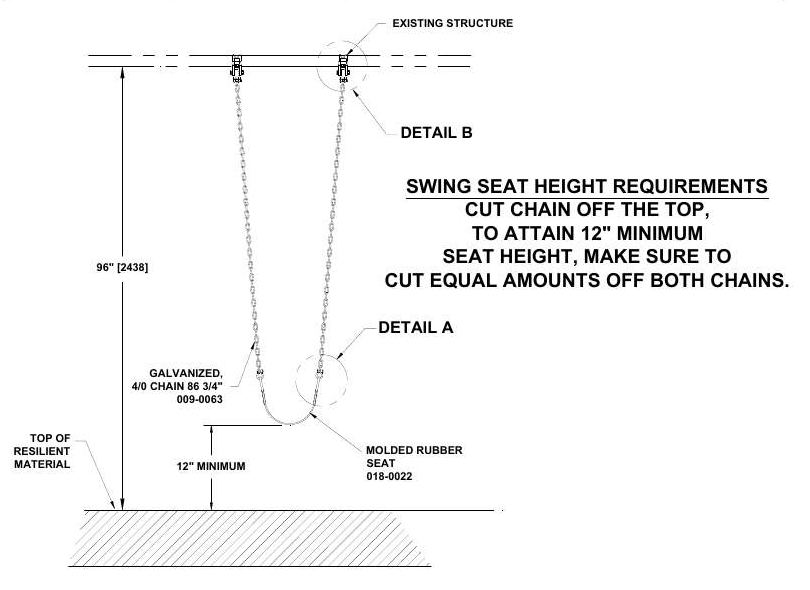 EXISTING STRUCTURE
DETAIL B
SWING SEAT HEIGHT REQUIREMENTS
CUT CHAIN OFF THE TOP,
TO ATTAIN 12" MINIMUM
SEAT HEIGHT, MAKE SURE TO
CUT EQUAL AMOUNTS OFF BOTH CHAINS.
96" [2438]
DETAIL A
GALVANIZED,
4/0 CHAIN 86 3/4"
009-0063
TOP OF
RESILIENT
MATERIAL
12" MINIMUM
MOLDED RUBBER
SEAT
018-0022